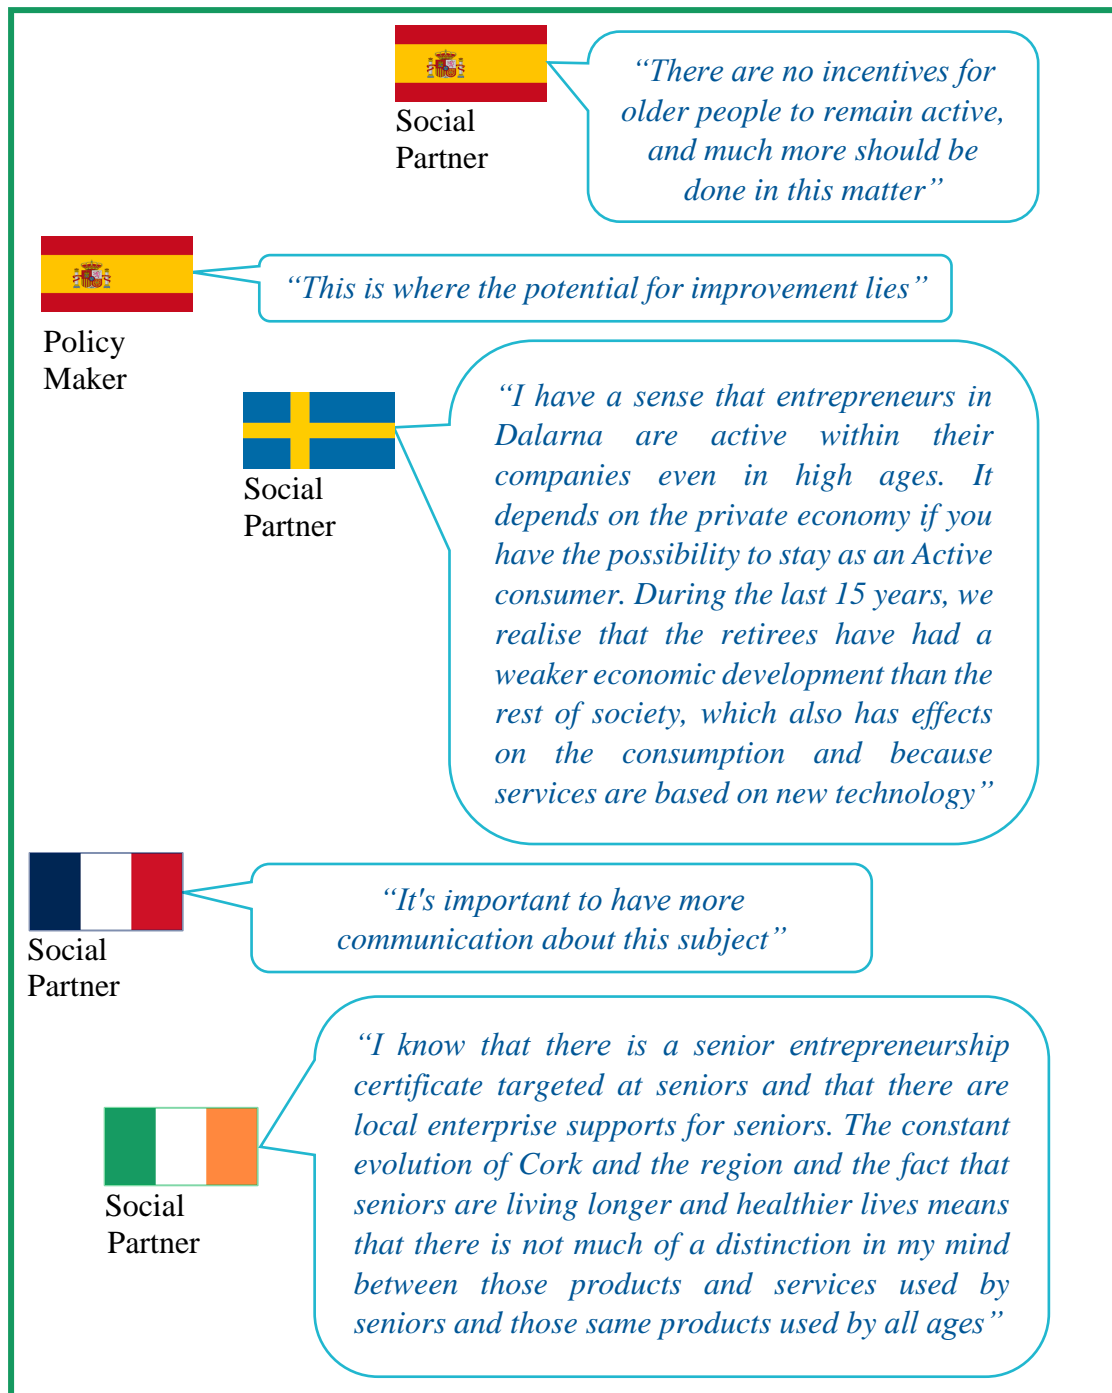 Social
Partner
“There are no incentives for
older people to remain active,
and much more should be
done in this matter”
Policy
Maker
“This is where the potential for improvement lies”
Social
Partner
“I have a sense that entrepreneurs in
Dalarna are active within their
companies even in high ages. It
depends on the private economy if you
have the possibility to stay as an Active
consumer. During the last 15 years, we
realise that the retirees have had a
weaker economic development than the
rest of society, which also has effects
on the consumption and because
services are based on new technology”
Social
Partner
“It's important to have more
communication about this subject”
Social
Partner
“I know that there is a senior entrepreneurship
certificate targeted at seniors and that there are
local enterprise supports for seniors. The constant
evolution of Cork and the region and the fact that
seniors are living longer and healthier lives means
that there is not much of a distinction in my mind
between those products and services used by
seniors and those same products used by all ages”